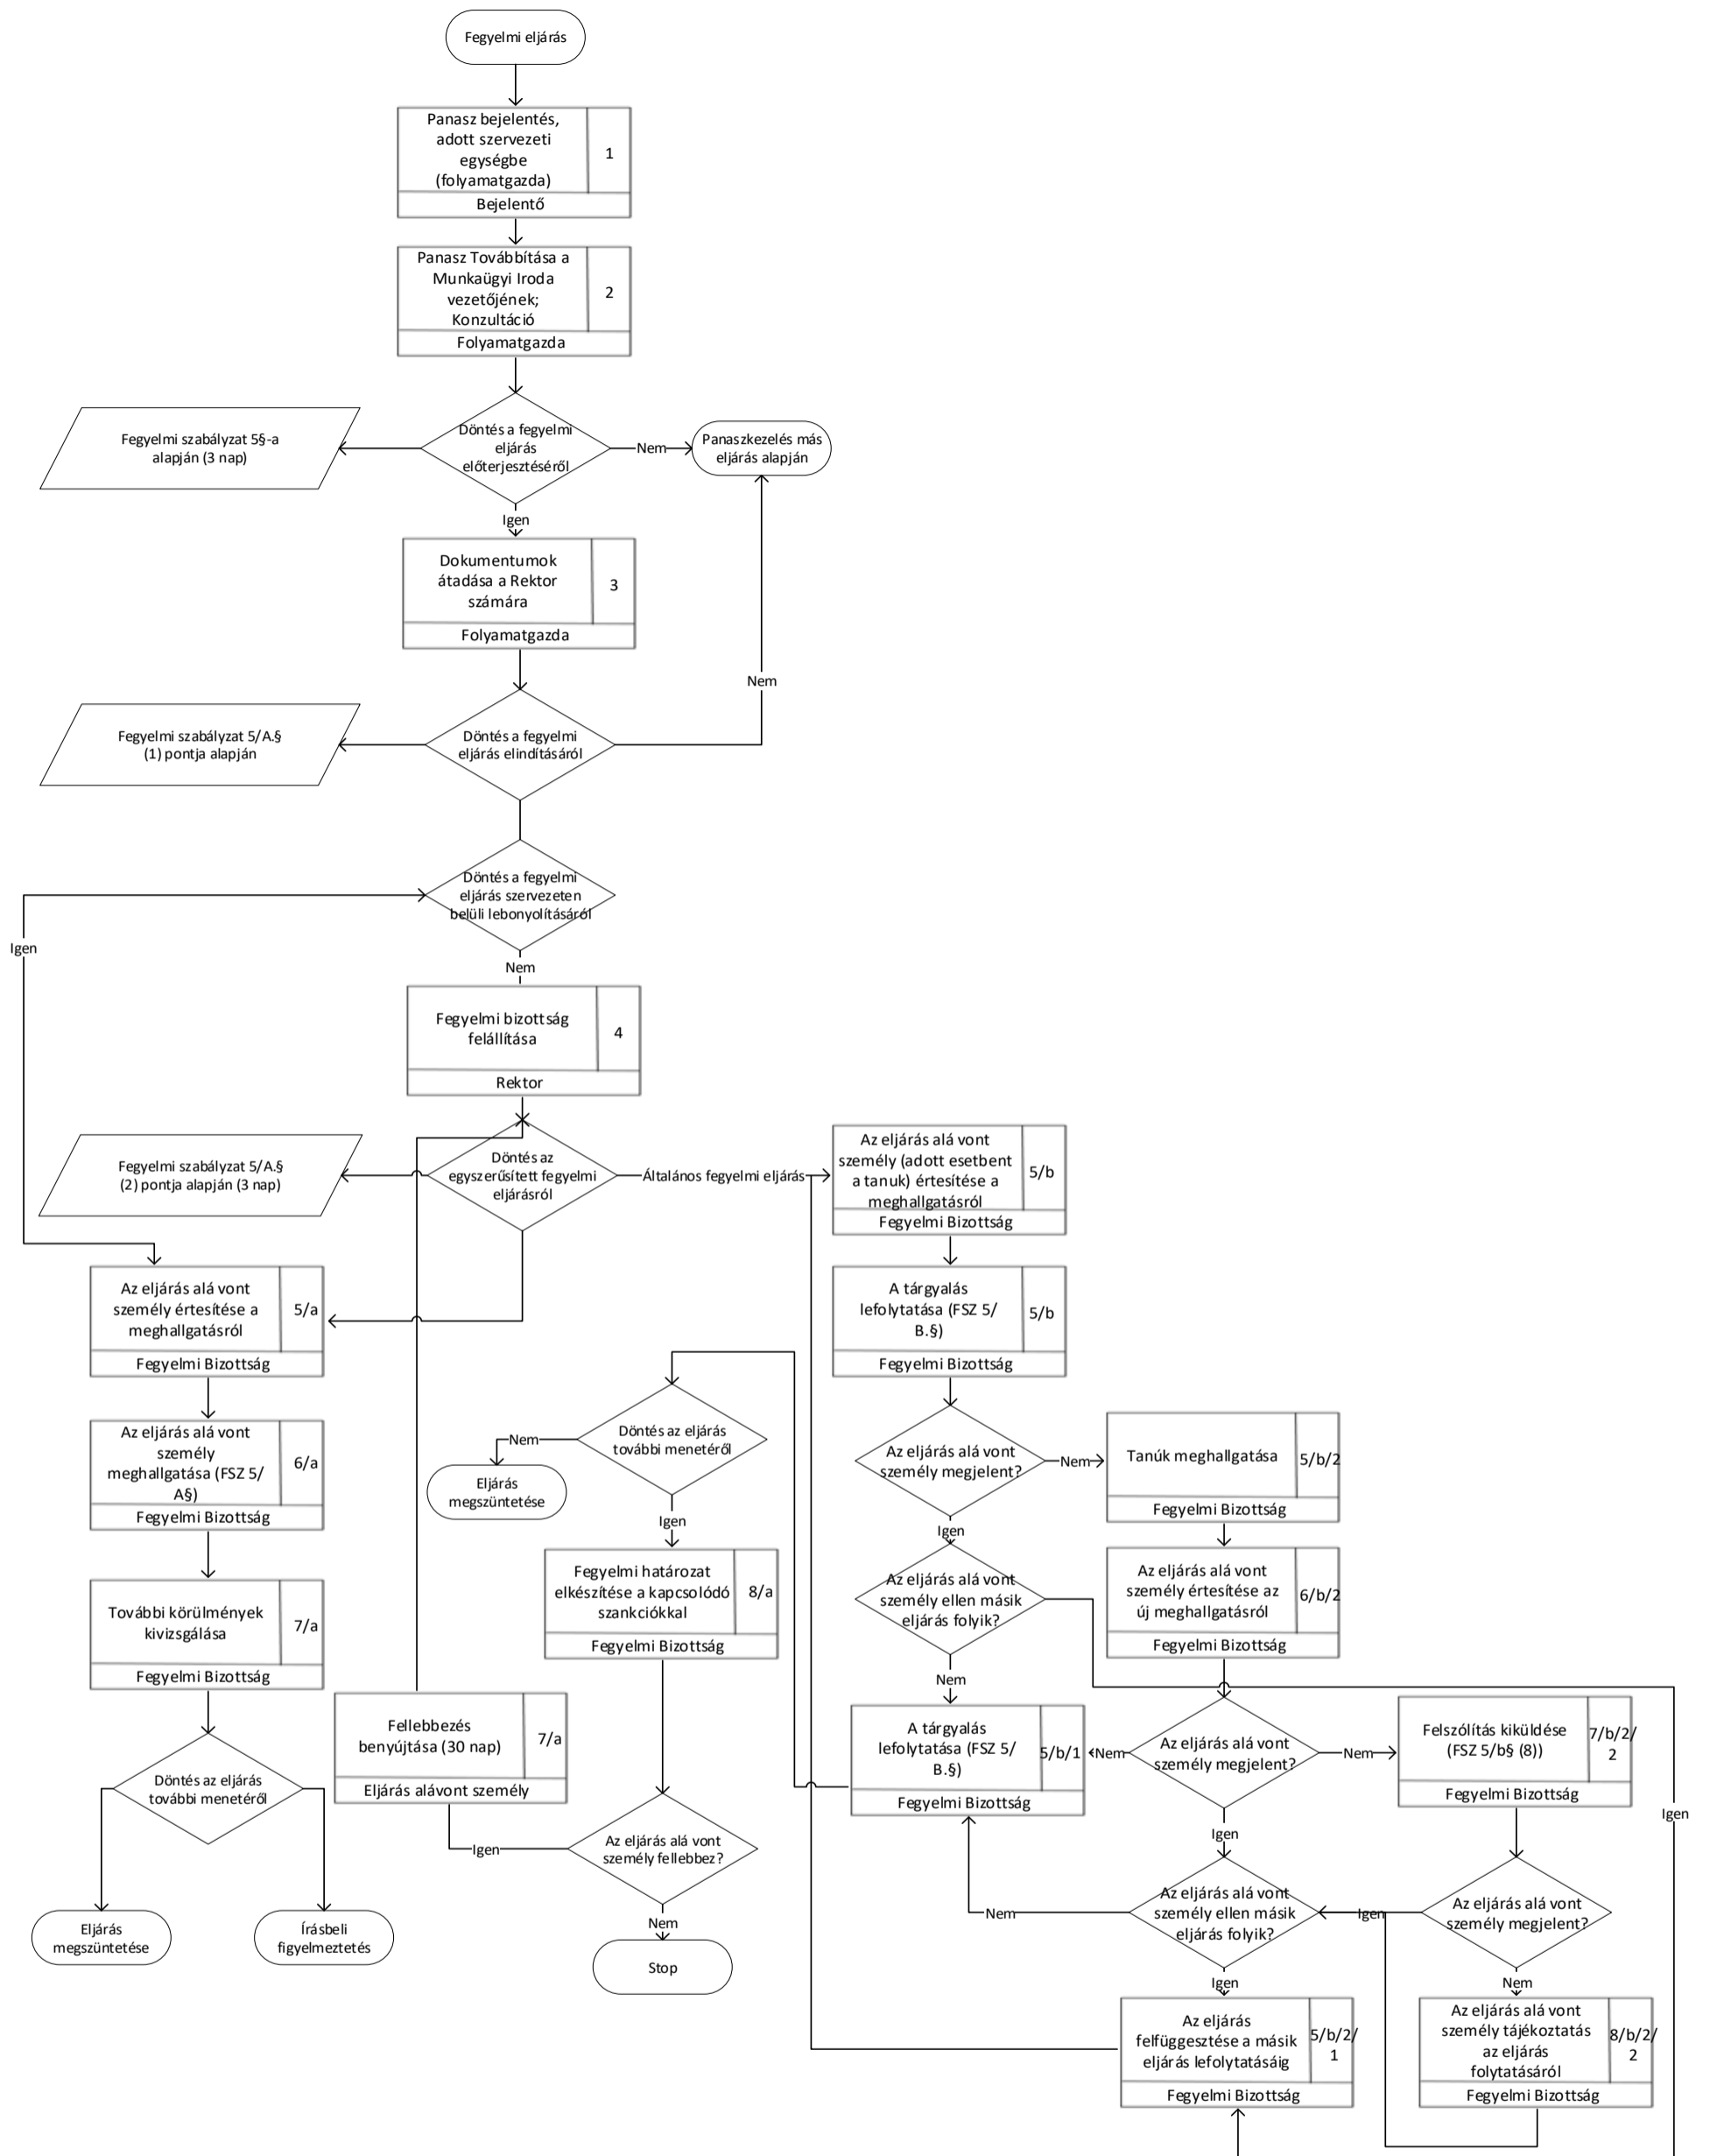 Fegyelmi eljárás
Panasz bejelentés,
adott szervezeti
egységbe
(folyamatgazda)
1
Bejelentő
Panasz Továbbítása a
Munkaügyi Iroda
vezetőjének;
Konzultáció
2
Folyamatgazda
Fegyelmi szabályzat 5§-a
alapján (3 nap)
Döntés a fegyelmi
eljárás
előterjesztéséről
Nem
Panaszkezelés más
eljárás alapján
Igen
Dokumentumok
átadása a Rektor
számára
3
Folyamatgazda
Nem
Fegyelmi szabályzat 5/A.§
(1) pontja alapján
Döntés a fegyelmi
eljárás elindításáról
Döntés a fegyelmi
eljárás szervezeten
belüli lebonyolításáról
Igen
Nem
Fegyelmi bizottság
felállítása
4
Rektor
Fegyelmi szabályzat 5/A.§
(2) pontja alapján (3 nap)
Döntés az
egyszerűsített fegyelmi
eljárásról
Általános fegyelmi eljárás
Az eljárás alá vont
személy (adott esetbent
a tanuk) értesítése a
meghallgatásról
5/b
Fegyelmi Bizottság
Az eljárás alá vont
személy értesítése a
meghallgatásról
5/a
Fegyelmi Bizottság
A tárgyalás
lefolytatása (FSZ 5/
B.§)
5/b
Fegyelmi Bizottság
Az eljárás alá vont
személy
meghallgatása (FSZ 5/
A§)
6/a
Fegyelmi Bizottság
Döntés az eljárás
további menetéről
Nem
Eljárás
megszüntetése
Igen
Az eljárás alá vont
személy megjelent?
Nem
Tanúk meghallgatása
5/b/2
Fegyelmi Bizottság
Igen
További körülmények
kivizsgálása
7/a
Fegyelmi Bizottság
Fegyelmi határozat
elkészítése a kapcsolódó
szankciókkal
8/a
Fegyelmi Bizottság
Az eljárás alá vont
személy ellen másik
eljárás folyik?
Az eljárás alá vont
személy értesítése az
új meghallgatásról
6/b/2
Fegyelmi Bizottság
Nem
Fellebbezés
benyújtása (30 nap)
7/a
Eljárás alávont személy
A tárgyalás
lefolytatása (FSZ 5/
B.§)
5/b/1
Fegyelmi Bizottság
Nem
Az eljárás alá vont
személy megjelent?
Nem
Felszólítás kiküldése
(FSZ 5/b§ (8))
7/b/2/
2
Fegyelmi Bizottság
Döntés az eljárás
további menetéről
Igen
Az eljárás alá vont
személy fellebbez?
Igen
Igen
Nem
Az eljárás alá vont
személy ellen másik
eljárás folyik?
Igen
Az eljárás alá vont
személy megjelent?
Eljárás
megszüntetése
Írásbeli
figyelmeztetés
Nem
Stop
Igen
Nem
Az eljárás
felfüggesztése a másik
eljárás lefolytatásáig
5/b/2/
1
Fegyelmi Bizottság
Az eljárás alá vont
személy tájékoztatás
az eljárás
folytatásáról
8/b/2/
2
Fegyelmi Bizottság